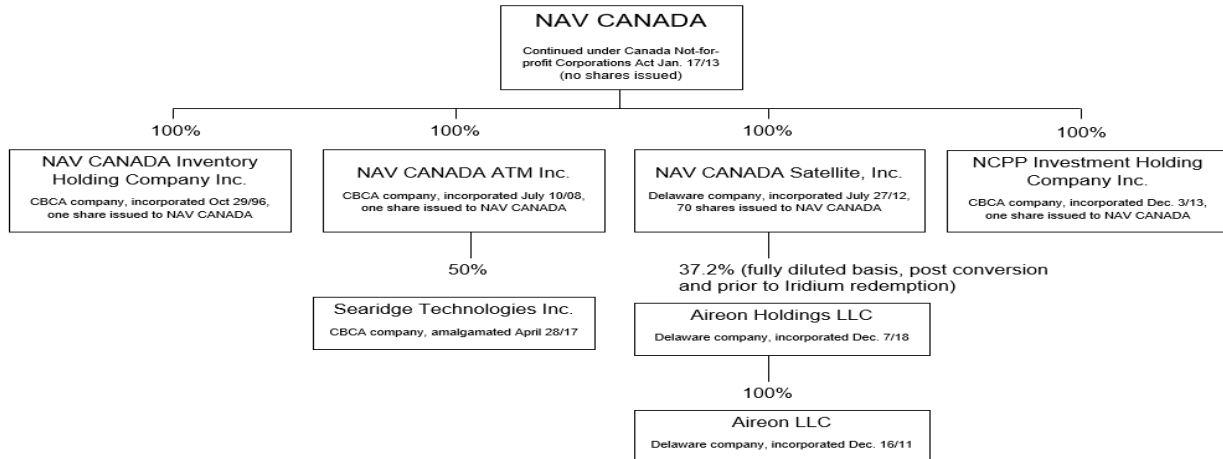 NAV CANADA
Continued under Canada Not-for-
profit Corporations Act Jan. 17/13
(no shares issued)
100%
100%
100%
100%
NAV CANADA Inventory
Holding Company Inc.
CBCA company, incorporated Oct 29/96,
one share issued to NAV CANADA
NAV CANADA ATM Inc.
CBCA company, incorporated July 10/08,
one share issued to NAV CANADA
NAV CANADA Satellite, Inc.
Delaware company, incorporated July 27/12,
70 shares issued to NAV CANADA
NCPP Investment Holding
Company Inc.
CBCA company, incorporated Dec. 3/13,
one share issued to NAV CANADA
50%
37.2% (fully diluted basis, post conversion
and prior to Iridium redemption)
Searidge Technologies Inc.
CBCA company, amalgamated April 28/17
Aireon Holdings LLC
Delaware company, incorporated Dec. 7/18
100%
Aireon LLC
Delaware company, incorporated Dec. 16/11